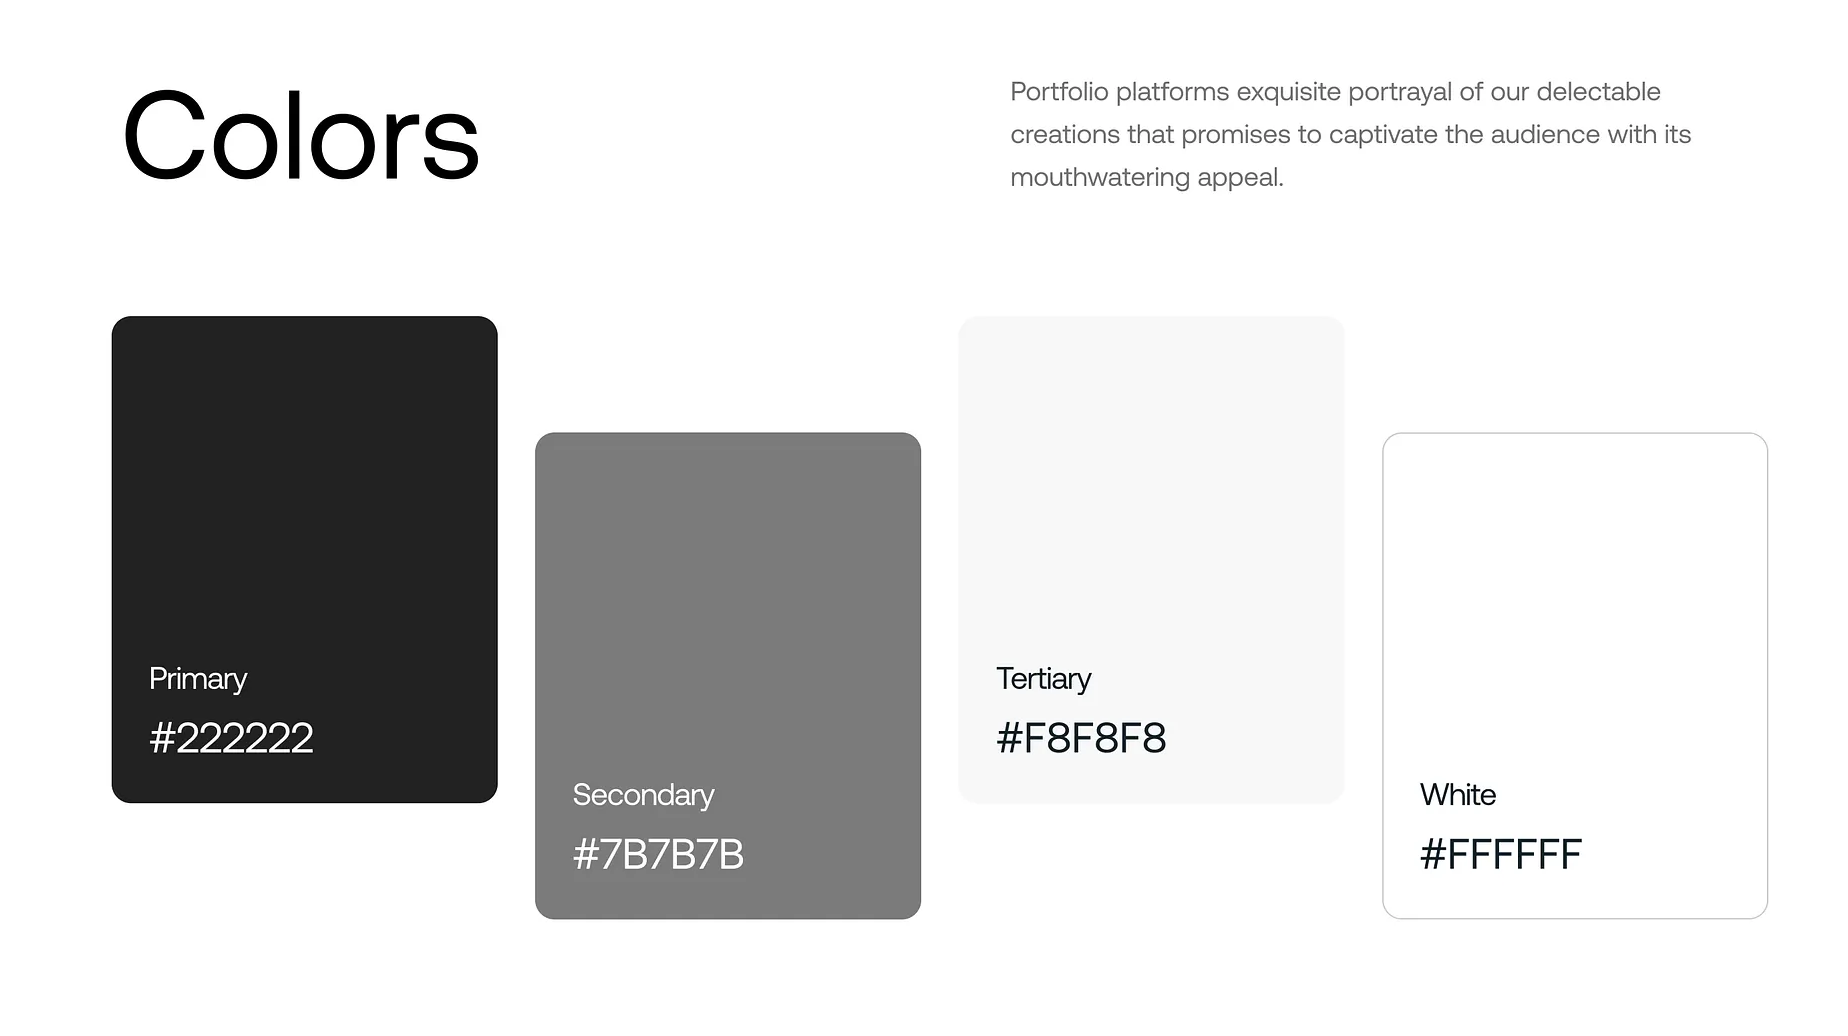 Colors
Portfolio platforms exquisite portrayal of our delectable
creations that promises to captivate the audience with its
mouthwatering appeal.
Primary
#222222
Secondary
#7B7B7B
Tertiary
#F8F8F8
White
#FFFFFF